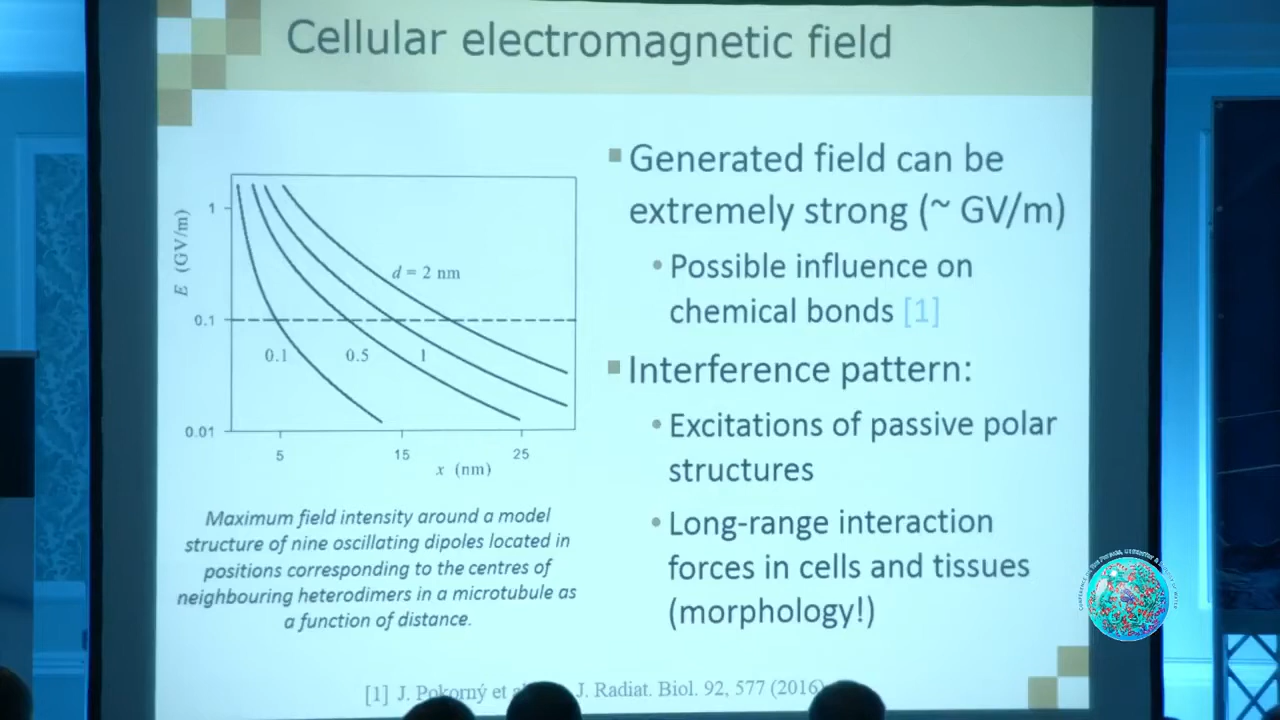 Cellular electromagnetic field
1
0.1
0.01
E (GV/m)
d = 2 nm
0.1
0.5
1
5
15
25
x (nm)
Maximum field intensity around a model
structure of nine oscillating dipoles located in
positions corresponding to the centres of
neighbouring heterodimers in a microtubule as
a function of distance.
▪ Generated field can be
extremely strong (~ GV/m)
• Possible influence on
chemical bonds [1]
▪ Interference pattern:
• Excitations of passive polar
structures
• Long-range interaction
forces in cells and tissues
(morphology!)
[1] J. Pokorný et J. Radiat. Biol. 92, 577 (2016)